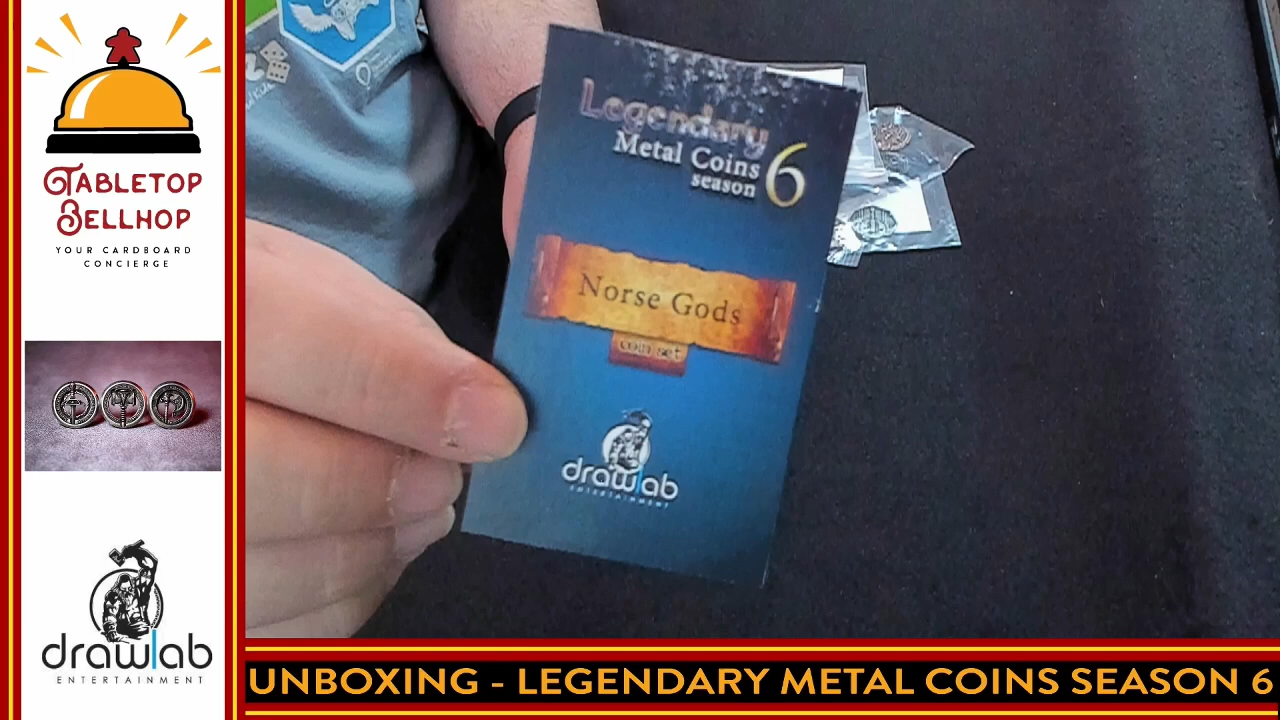 TABLETOP
BELLHOP
YOUR CARDBOARD
CONCIERGE
drawlab
ENTERTAINMENT
Legendary
Metal Coins
season 6
Norse Gods
coin set
drawlab
ENTERTAINMENT
UNBOXING - LEGENDARY METAL COINS SEASON 6